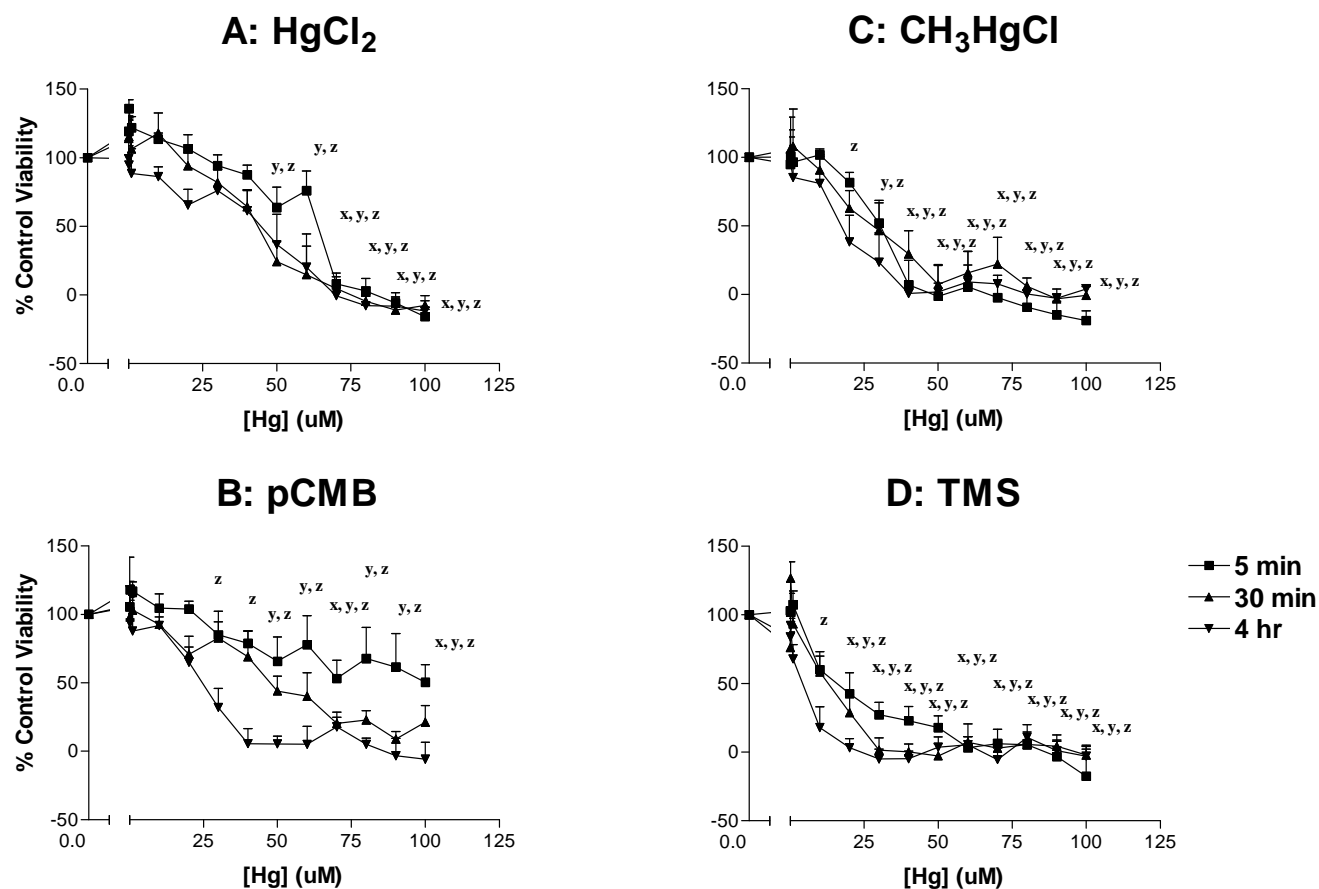 A: HgCl2
% Control Viability
150
100
50
0
-50
0.0
25
50
75
100
125
[Hg] (uM)
y, z
y, z
x, y, z
x, y, z
x, y, z
x, y, z
C: CH3HgCl
150
100
50
0
-50
0.0
25
50
75
100
125
[Hg] (uM)
z
y, z
x, y, z
x, y, z
x, y, z
x, y, z
x, y, z
x, y, z
x, y, z
B: pCMB
% Control Viability
150
100
50
0
-50
0.0
25
50
75
100
125
[Hg] (uM)
z
z
y, z
y, z
x, y, z
y, z
y, z
x, y, z
D: TMS
150
100
50
0
-50
0.0
25
50
75
100
125
[Hg] (uM)
z
x, y, z
x, y, z
x, y, z
x, y, z
x, y, z
x, y, z
x, y, z
x, y, z
x, y, z
5 min
30 min
4 hr